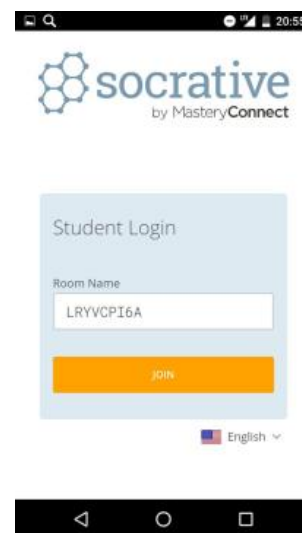 20:55
socrative
by MasteryConnect
Student Login
Room Name
LRYVCPI6A
JOIN
English